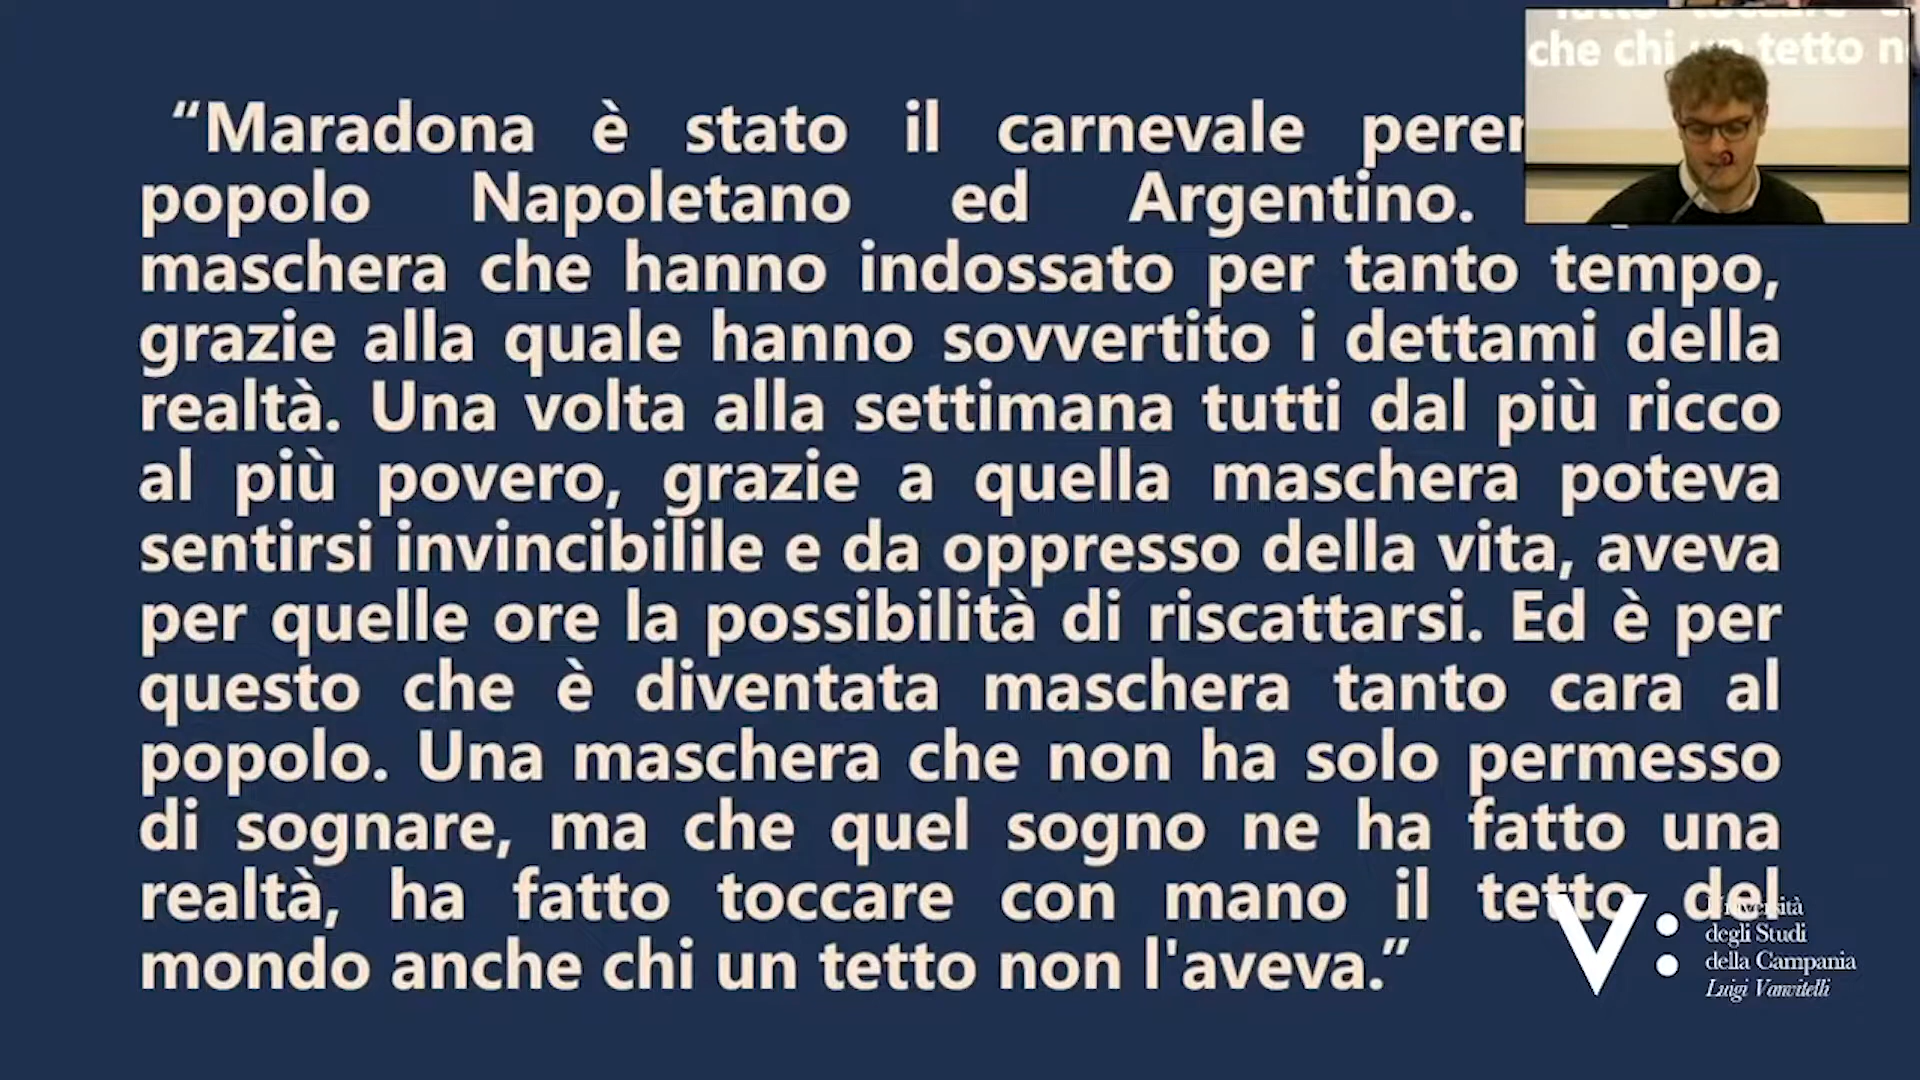 “Maradona è stato il carnevale
popolo Napoletano ed Argentino.
maschera che hanno indossato per tanto tempo,
grazie alla quale hanno sovvertito i dettami della
realtà. Una volta alla settimana tutti dal più ricco
al più povero, grazie a quella maschera poteva
sentirsi invincibilile e da oppresso della vita, aveva
per quelle ore la possibilità di riscattarsi. Ed è per
questo che è diventata maschera tanto cara al
popolo. Una maschera che non ha solo permesso
di sognare, ma che quel sogno ne ha fatto una
realtà, ha fatto toccare con mano il tetto del
mondo anche chi un tetto non l'aveva.”
che chi un tetto
V:
Università
degli Studi
della Campania
Luigi Vanvitelli